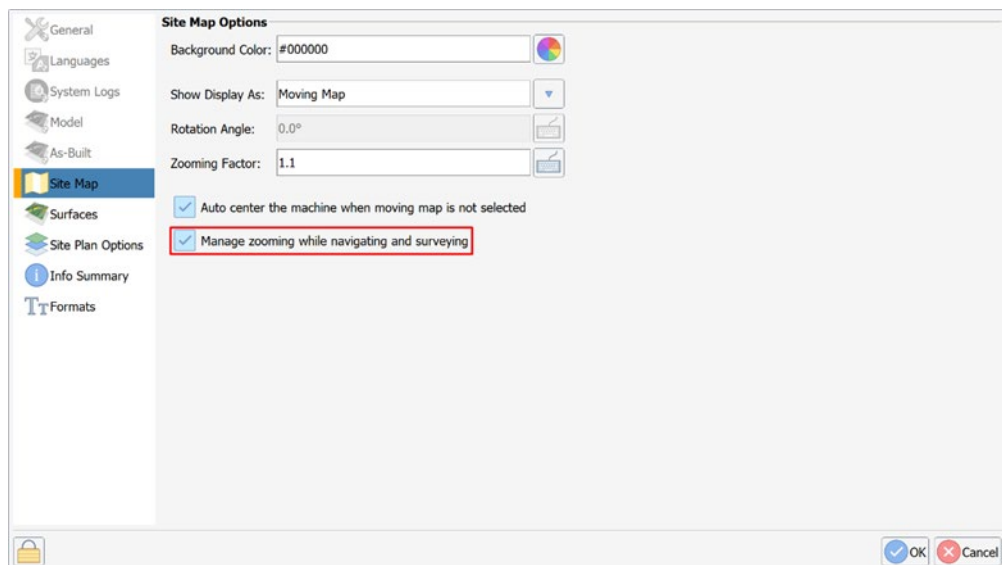 General
Languages
System Logs
Model
As-Built
Site Map
Surfaces
Site Plan Options
Info Summary
Formats
Site Map Options
Background Color: #000000
Show Display As: Moving Map
Rotation Angle: 0.0°
Zooming Factor: 1.1
Auto center the machine when moving map is not selected
Manage zooming while navigating and surveying
OK Cancel